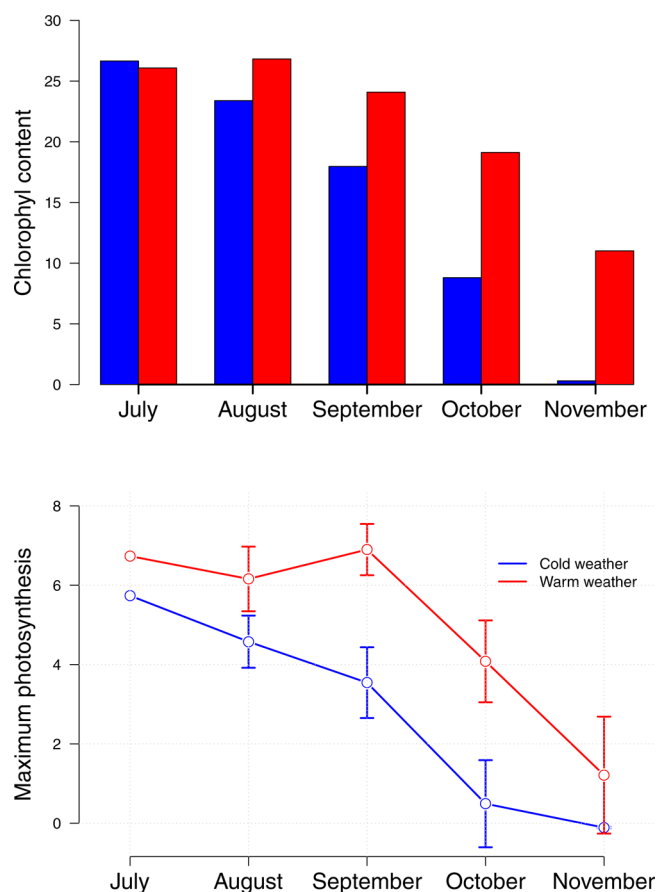 30
25
20
15
10
5
0
Chlorophyl content
July August September October November
8
6
4
2
0
Maximum photosynthesis
Cold weather
Warm weather
July August September October November